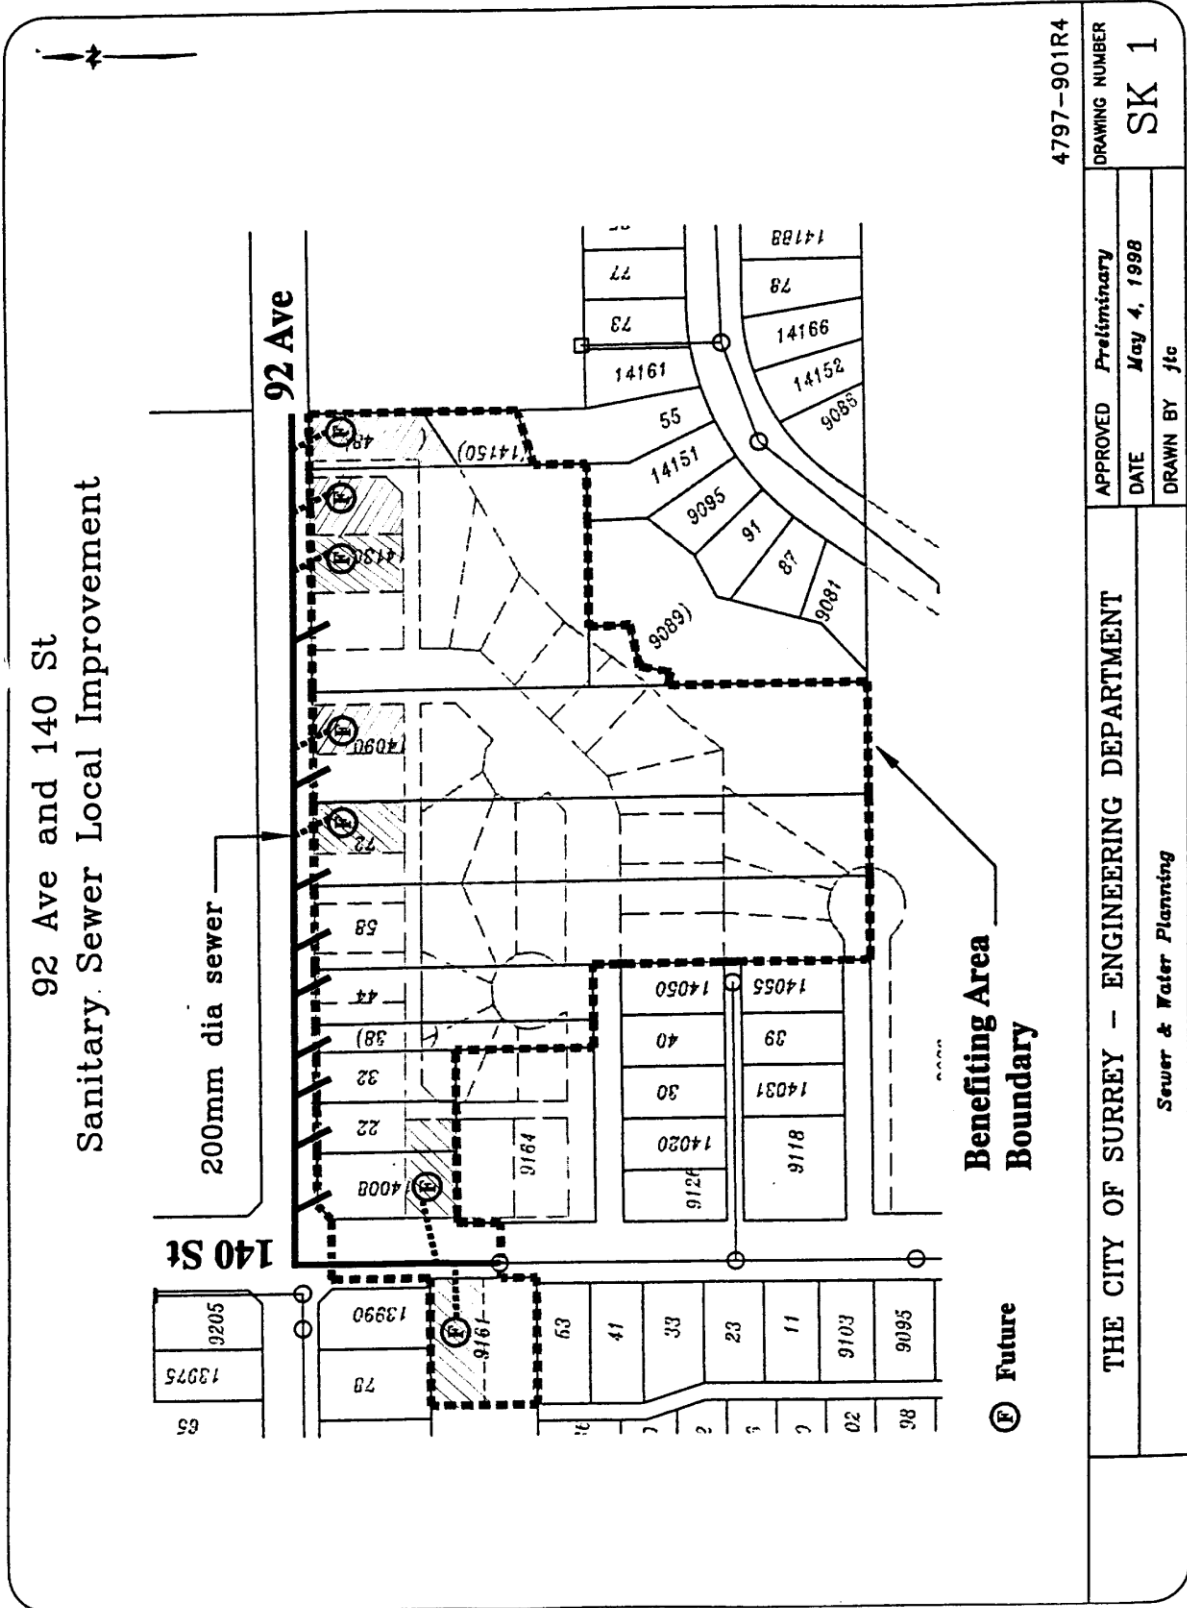 92 Ave and 140 St
Sanitary Sewer Local Improvement
200mm dia sewer
92 Ave
140 St
13975
9205
65
78
13990
9161
14008
22
32
38)
44
58
72
14090
14130
48)
(14150)
9164
53
41
33
23
11
9103
9095
02
98
9126
14020
30
40
14050
9118
14031
39
14055
9089)
14151
55
14161
73
77
9095
91
87
9081
9086
14152
14166
78
14188
F
F
F
F
F
F
F
Benefiting Area
Boundary
F Future
4797-901R4
THE CITY OF SURREY – ENGINEERING DEPARTMENT
Sewer & Water Planning
APPROVED Preliminary
DATE May 4, 1998
DRAWN BY jtc
DRAWING NUMBER
SK 1